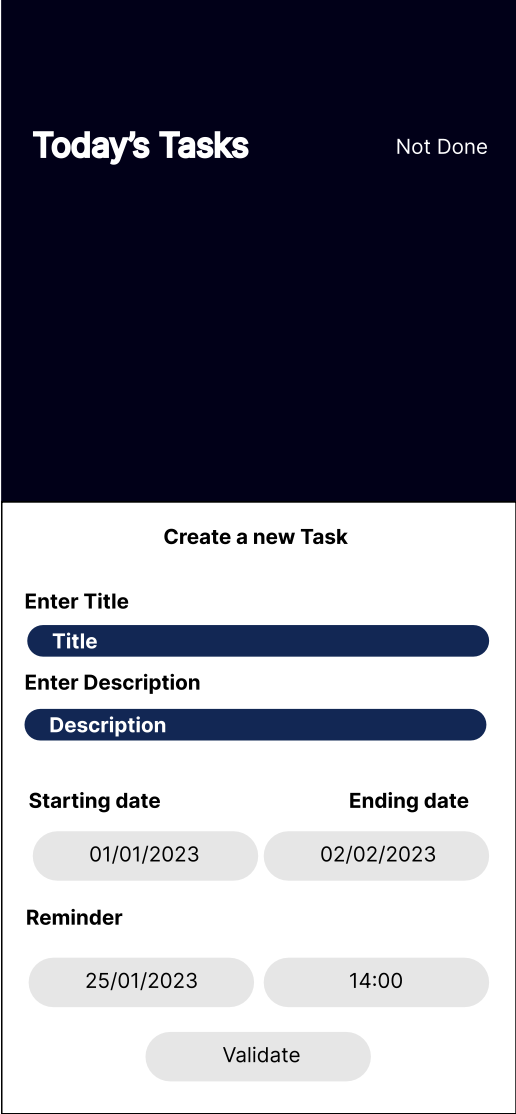 Today's Tasks Not Done
Create a new Task
Enter Title
Title
Enter Description
Description
Starting date Ending date
01/01/2023 02/02/2023
Reminder
25/01/2023 14:00
Validate